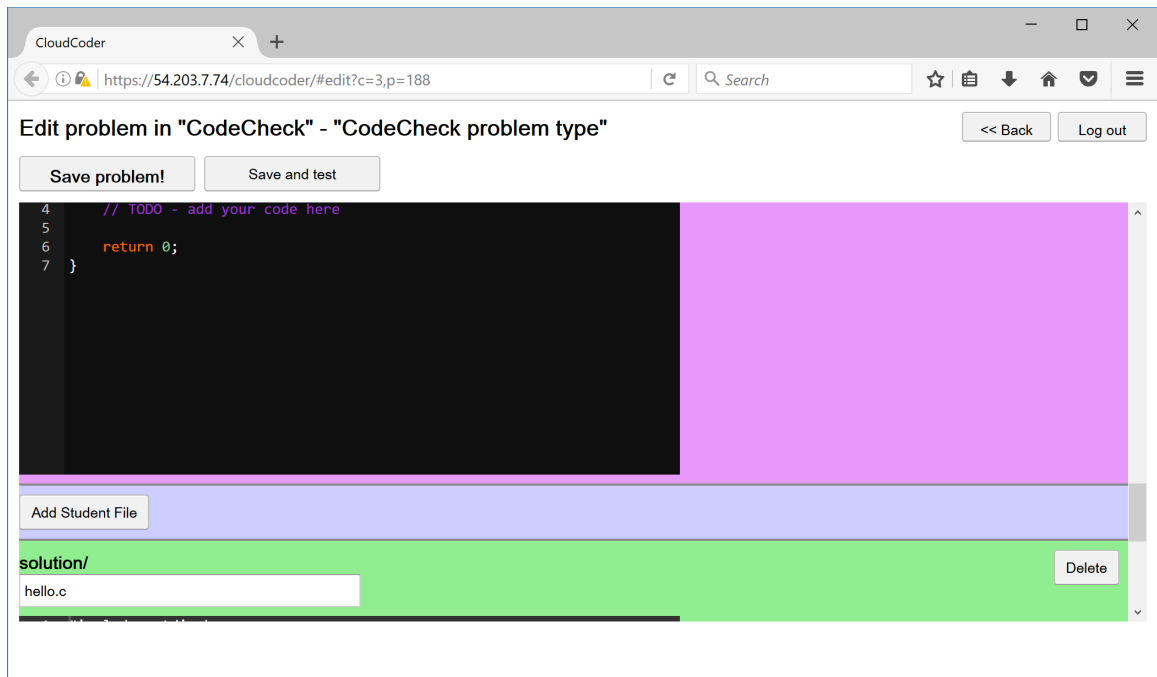 CloudCoder
https://54.203.7.74/cloudcoder/#edit?c=3,p=188
Search
Edit problem in "CodeCheck" - "CodeCheck problem type"
<< Back
Log out
Save problem!
Save and test
4 // TODO - add your code here
5
6 return 0;
7 }
Add Student File
solution/
Delete
hello.c